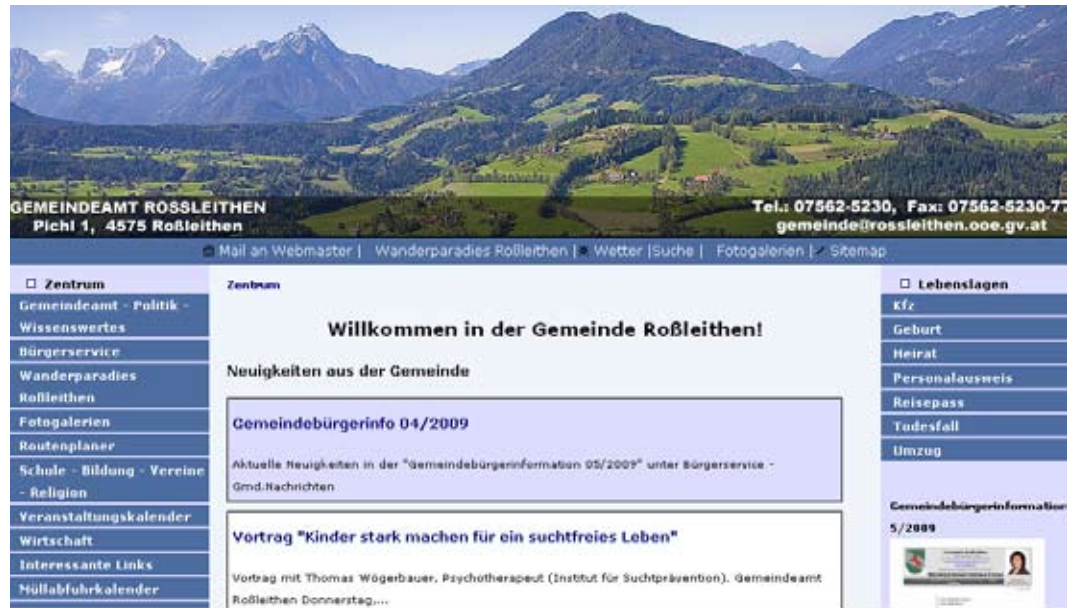 GEMEINDEAMT ROSSLEITHEN
Pichl 1, 4575 Roßleithen
Tel.: 07562-5230, Fax: 07562-5230-77
gemeinde@rossleithen.ooe.gv.at
Mail an Webmaster | Wanderparadies Roßleithen | Wetter |Suche | Fotogalerien | Sitemap
Zentrum
Gemeindeamt - Politik -
Wissenswertes
Bürgerservice
Wanderparadies
Roßleithen
Fotogalerien
Routenplaner
Schule - Bildung - Vereine
- Religion
Veranstaltungskalender
Wirtschaft
Interessante Links
Müllabfuhrkalender
Zentrum
Willkommen in der Gemeinde Roßleithen!
Neuigkeiten aus der Gemeinde
Gemeindebürgerinfo 04/2009
Aktuelle Neuigkeiten in der "Gemeindebürgerinformation 05/2009" unter Bürgerservice -
Gmd.Nachrichten
Vortrag "Kinder stark machen für ein suchtfreies Leben"
Vortrag mit Thomas Wögerbauer, Psychotherapeut (Institut für Suchtprävention). Gemeindeamt
Roßleithen Donnerstag,...
Lebenslagen
Kfz
Geburt
Heirat
Personalausweis
Reisepass
Todesfall
Umzug
Gemeindebürgerinformation
5/2009